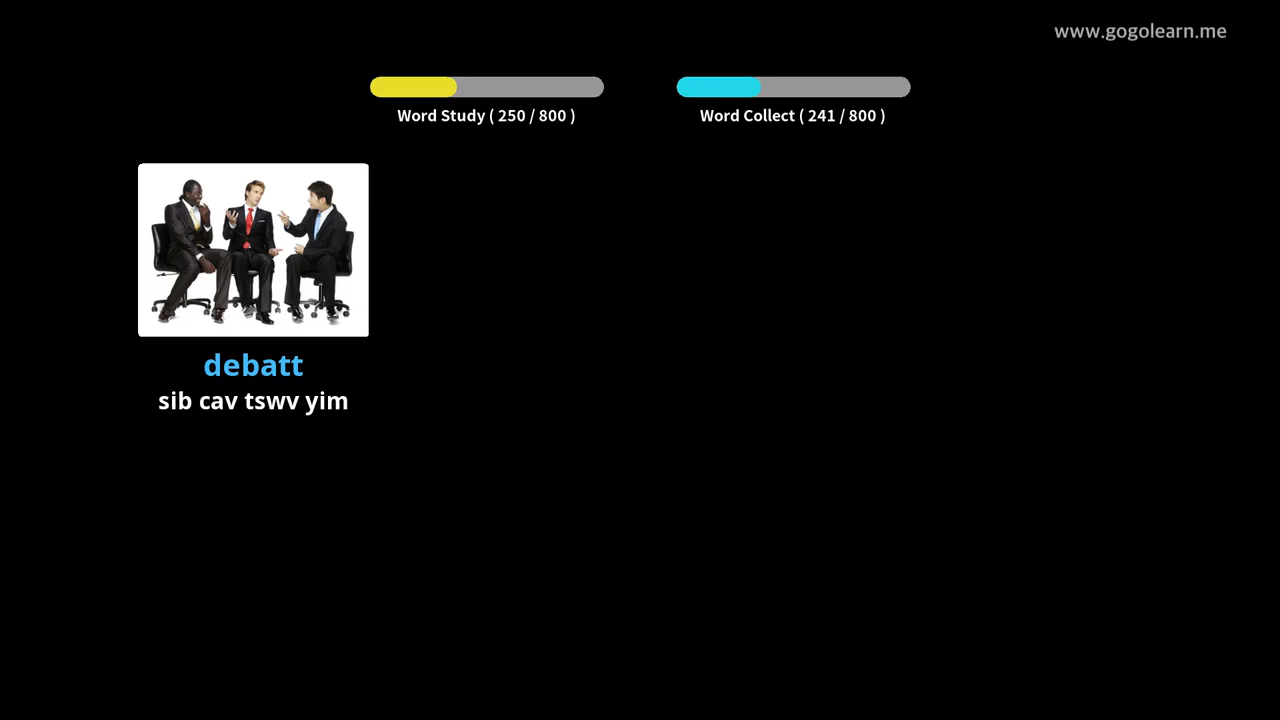 www.gogolearn.me
Word Study ( 250 / 800 )
Word Collect ( 241 / 800 )
debatt
sib cav tswv yim